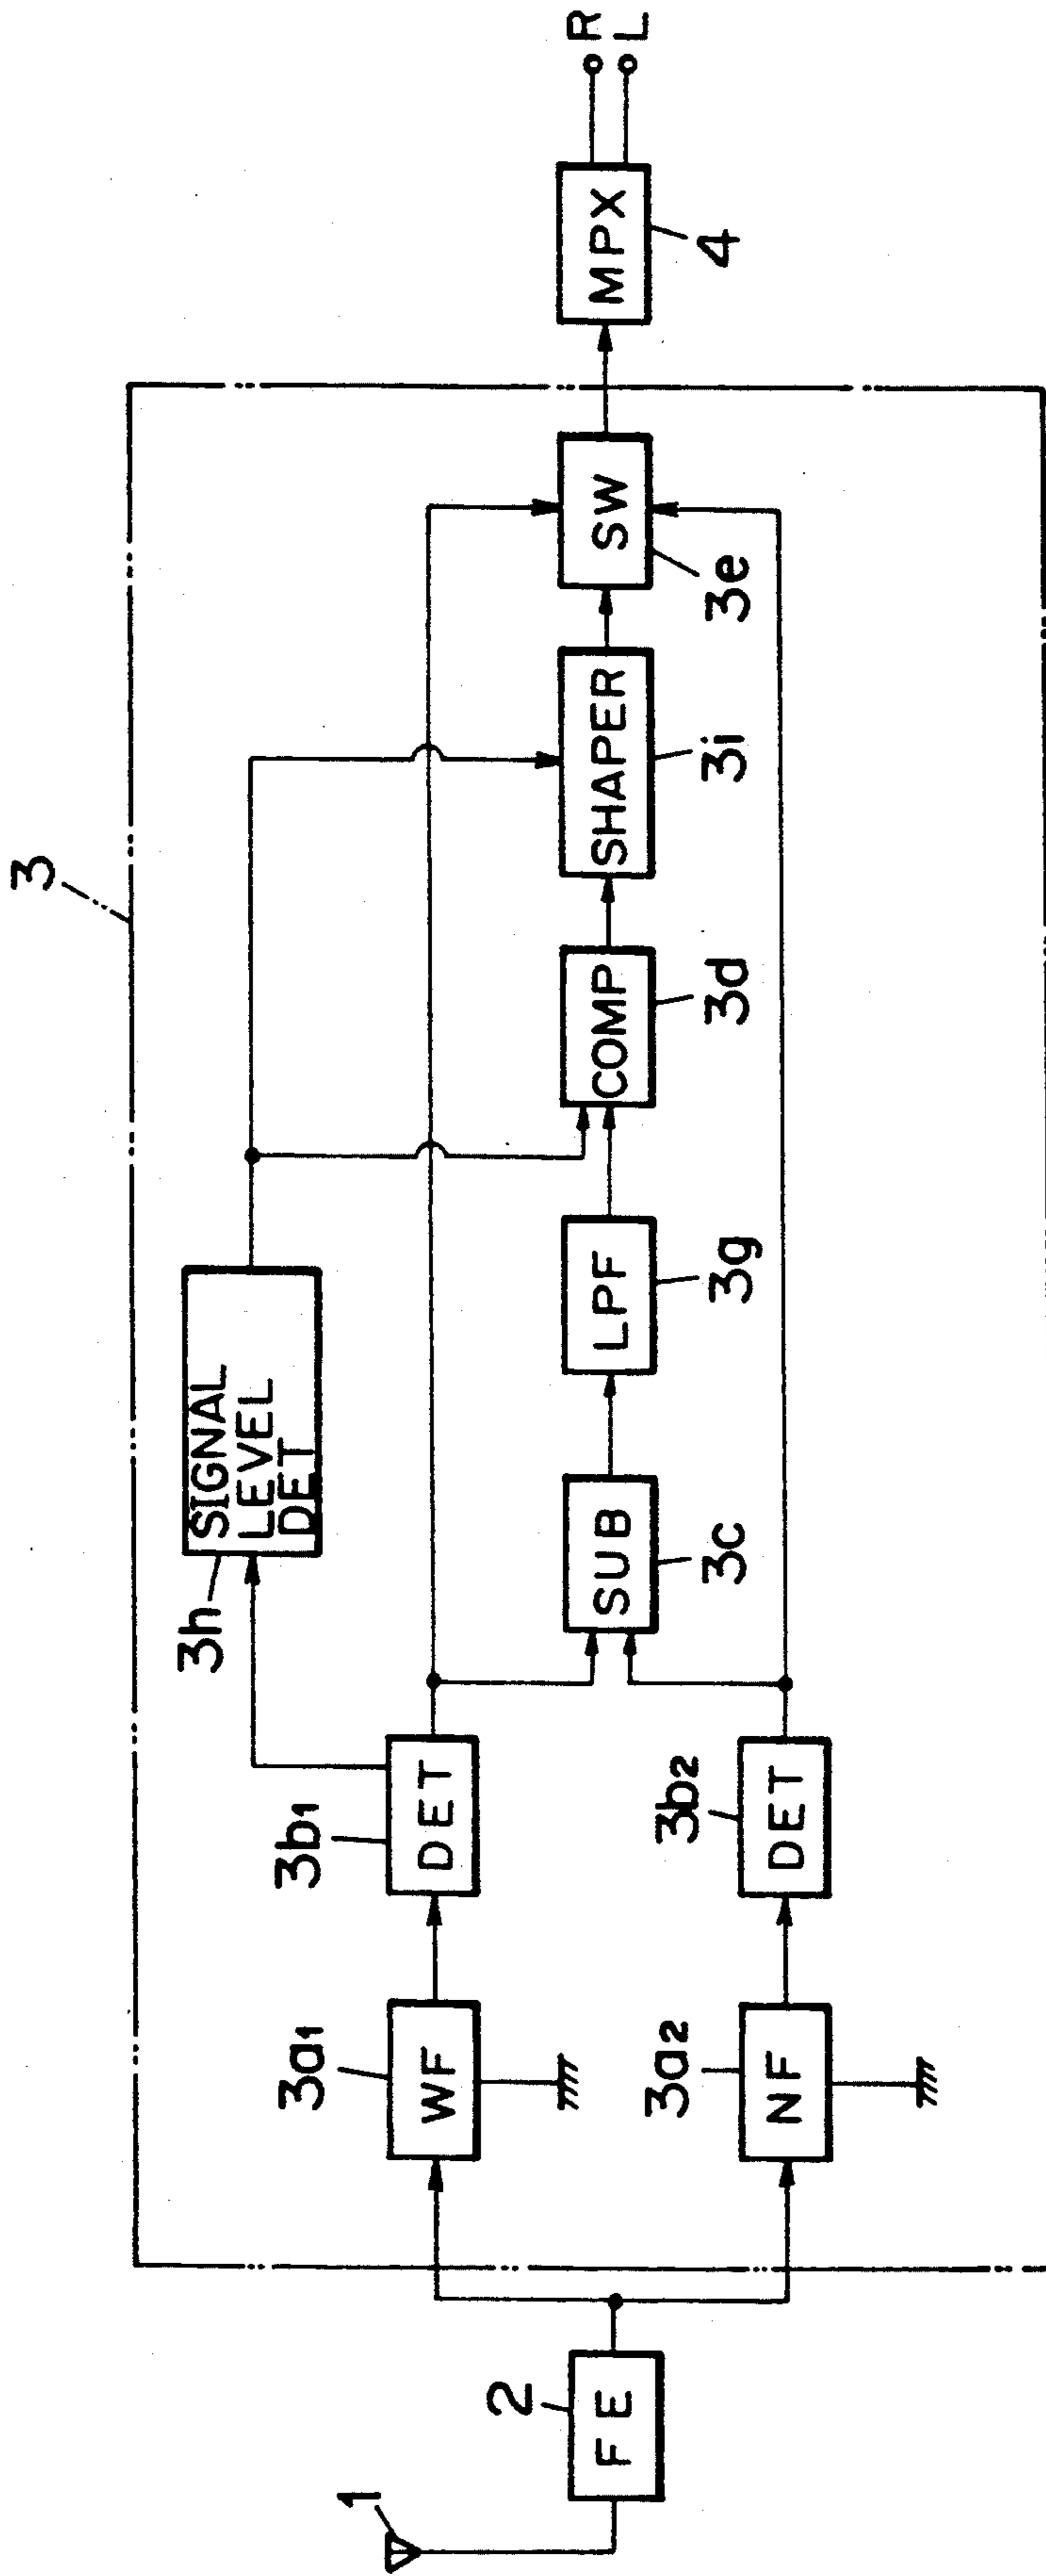 3
3h
SIGNAL
LEVEL
DET
3a1
WF
3b1
DET
1
2
FE
SUB
3c
LPF
3g
COMP
3d
SHAPER
3i
SW
3e
MPX
4
R
L
3a2
NF
3b2
DET